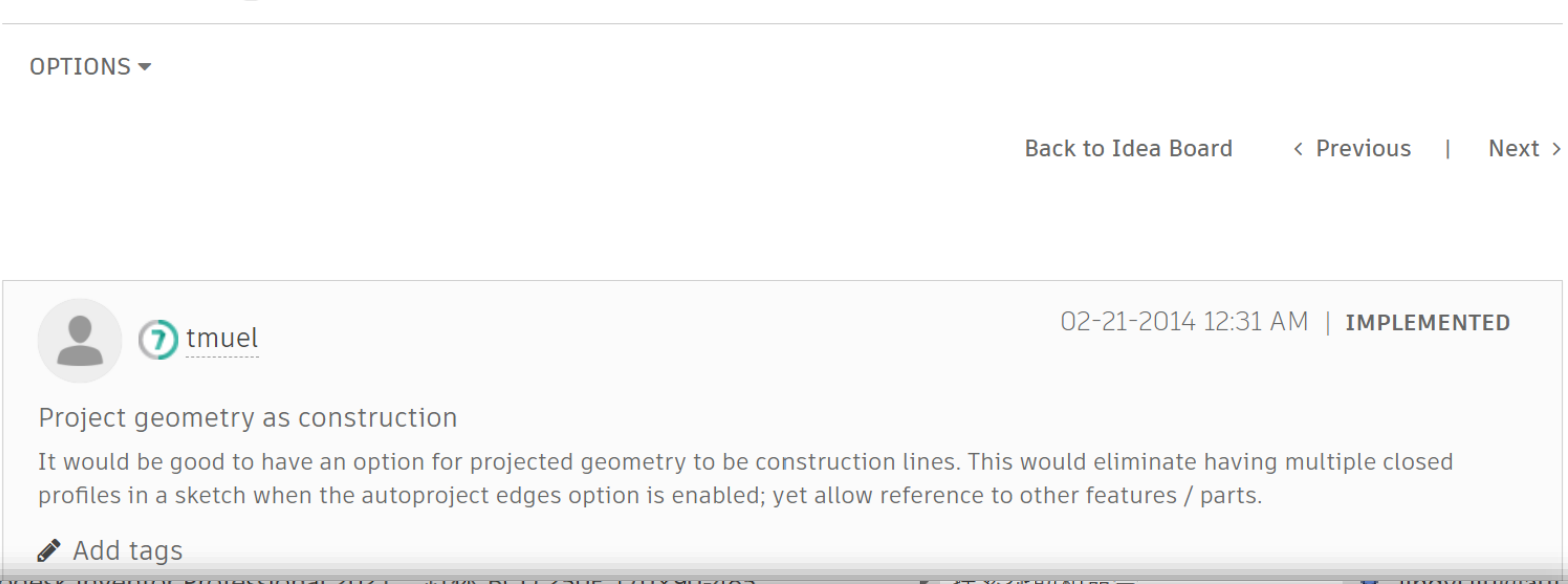 OPTIONS
Back to Idea Board < Previous | Next >
7 tmuel
02-21-2014 12:31 AM | IMPLEMENTED
Project geometry as construction
It would be good to have an option for projected geometry to be construction lines. This would eliminate having multiple closed
profiles in a sketch when the autoproject edges option is enabled; yet allow reference to other features / parts.
Add tags